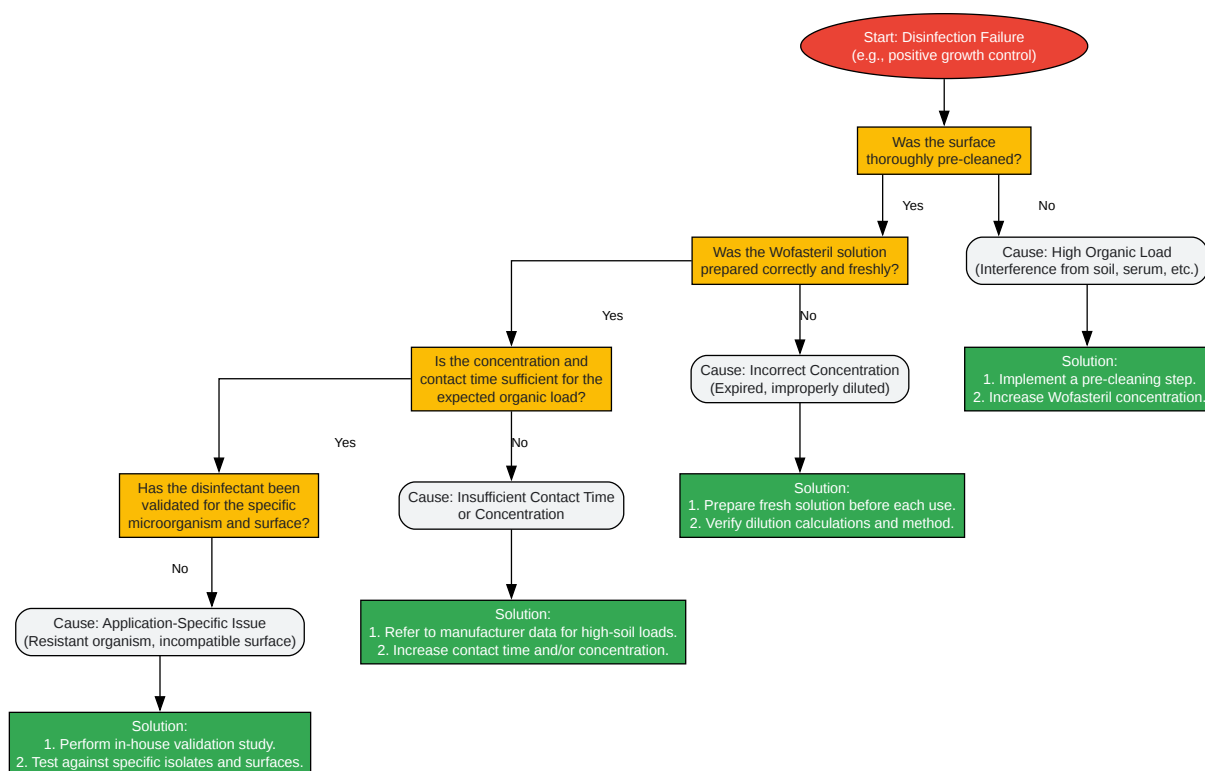 Start: Disinfection Failure
(e.g., positive growth control)
Was the surface
thoroughly pre-cleaned?
Yes
No
Was the Wofasteril solution
prepared correctly and freshly?
Cause: High Organic Load
(Interference from soil, serum, etc.)
Yes
No
Is the concentration and
contact time sufficient for the
expected organic load?
Cause: Incorrect Concentration
(Expired, improperly diluted)
Solution:
1. Implement a pre-cleaning step.
2. Increase Wofasteril concentration.
Yes
No
Has the disinfectant been
validated for the specific
microorganism and surface?
Cause: Insufficient Contact Time
or Concentration
Solution:
1. Prepare fresh solution before each use.
2. Verify dilution calculations and method.
No
Cause: Application-Specific Issue
(Resistant organism, incompatible surface)
Solution:
1. Refer to manufacturer data for high-soil loads.
2. Increase contact time and/or concentration.
Solution:
1. Perform in-house validation study.
2. Test against specific isolates and surfaces.